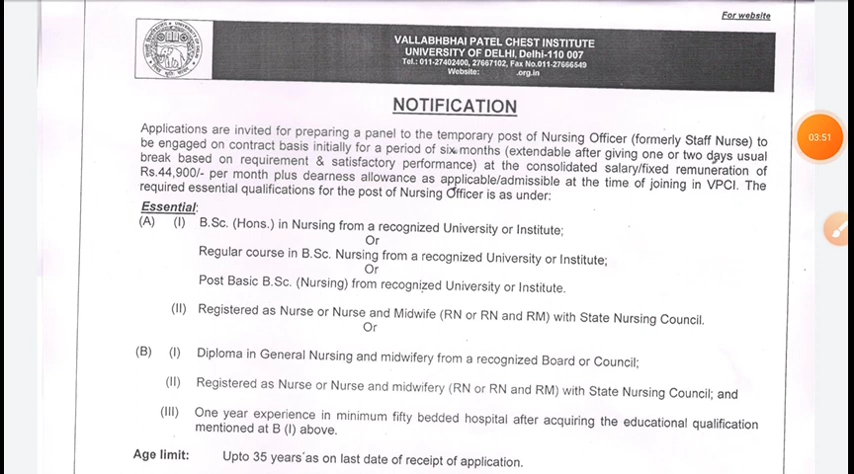 For website
VALLABHBHAI PATEL CHEST INSTITUTE
UNIVERSITY OF DELHI, Delhi-110 007
Tel.: 011-27402400, 27667102, Fax No.011-27666549
Website: .org.in
NOTIFICATION
Applications are invited for preparing a panel to the temporary post of Nursing Officer (formerly Staff Nurse) to
be engaged on contract basis initially for a period of six months (extendable after giving one or two days usual
break based on requirement & satisfactory performance) at the consolidated salary/fixed remuneration of
Rs.44,900/- per month plus dearness allowance as applicable/admissible at the time of joining in VPCI. The
required essential qualifications for the post of Nursing Officer is as under:
Essential:
(A) (I) B.Sc. (Hons.) in Nursing from a recognized University or Institute;
Or
Regular course in B.Sc. Nursing from a recognized University or Institute;
Or
Post Basic B.Sc. (Nursing) from recognized University or Institute.
(II) Registered as Nurse or Nurse and Midwife (RN or RN and RM) with State Nursing Council.
Or
(B) (I) Diploma in General Nursing and midwifery from a recognized Board or Council;
(II) Registered as Nurse or Nurse and midwifery (RN or RN and RM) with State Nursing Council; and
(III) One year experience in minimum fifty bedded hospital after acquiring the educational qualification
mentioned at B (I) above.
Age limit: Upto 35 years as on last date of receipt of application.
03:51